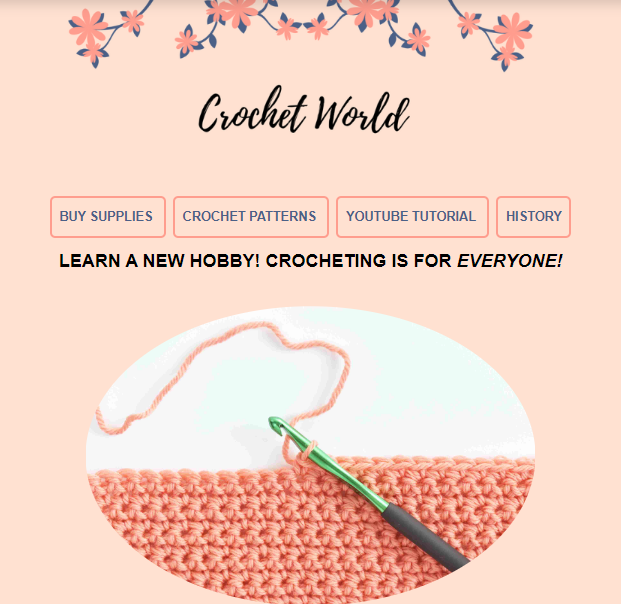 Crochet World
BUY SUPPLIES CROCHET PATTERNS YOUTUBE TUTORIAL HISTORY
LEARN A NEW HOBBY! CROCHETING IS FOR EVERYONE!